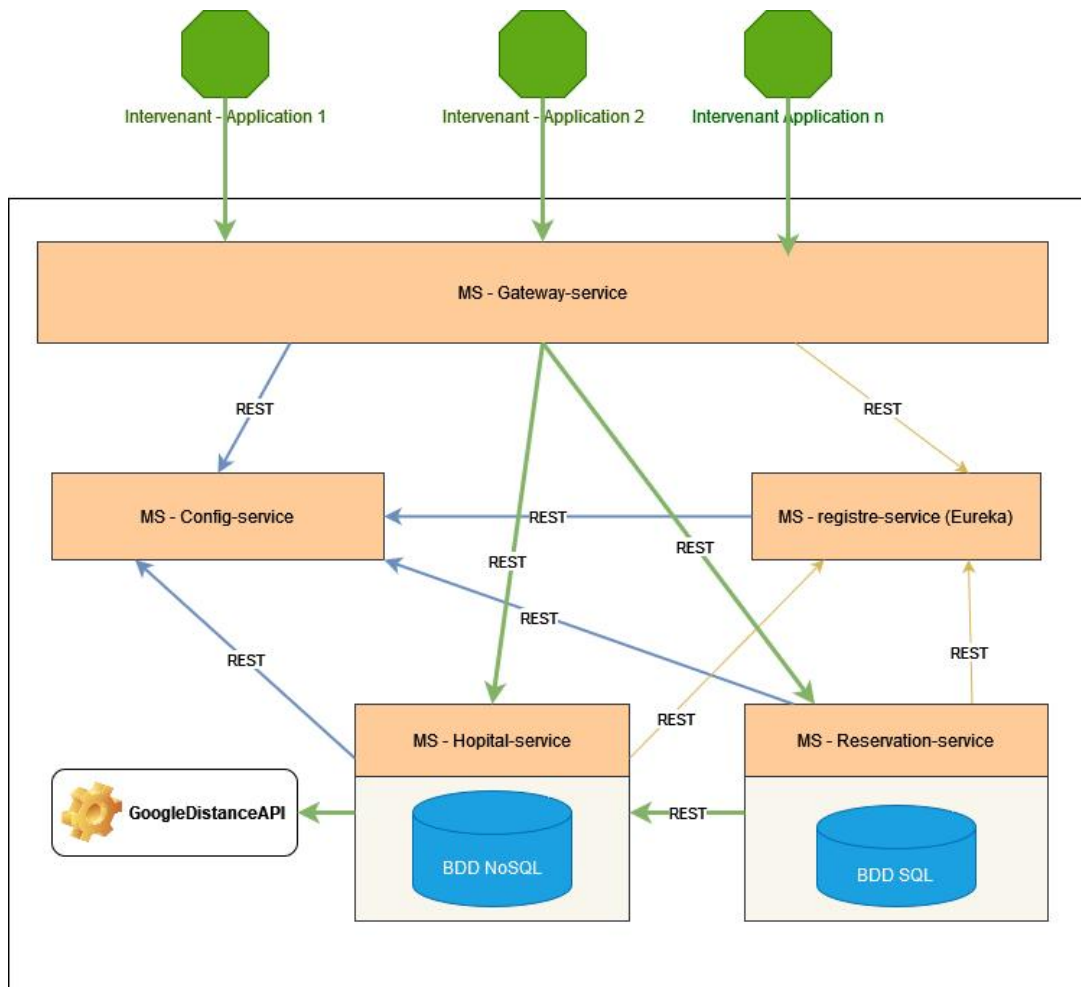 Intervenant - Application 1
Intervenant - Application 2
Intervenant Application n
MS - Gateway-service
REST
REST
MS - Config-service
REST
MS - registre-service (Eureka)
REST
REST
REST
REST
REST
REST
MS - Hopital-service
MS - Reservation-service
GoogleDistanceAPI
REST
BDD NoSQL
BDD SQL